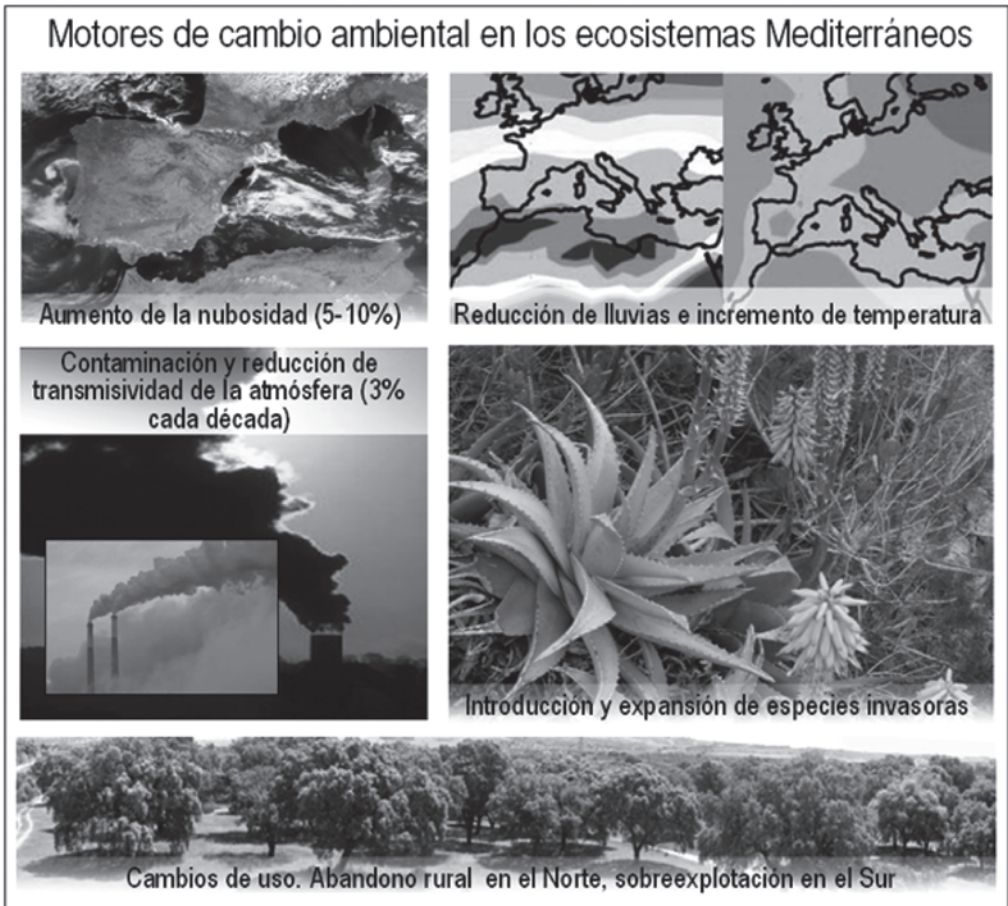 Motores de cambio ambiental en los ecosistemas Mediterráneos
Aumento de la nubosidad (5-10%)
Reducción de lluvias e incremento de temperatura
Contaminación y reducción de
transmisividad de la atmósfera (3%
cada década)
Introducción y expansión de especies invasoras
Cambios de uso. Abandono rural en el Norte, sobreexplotación en el Sur